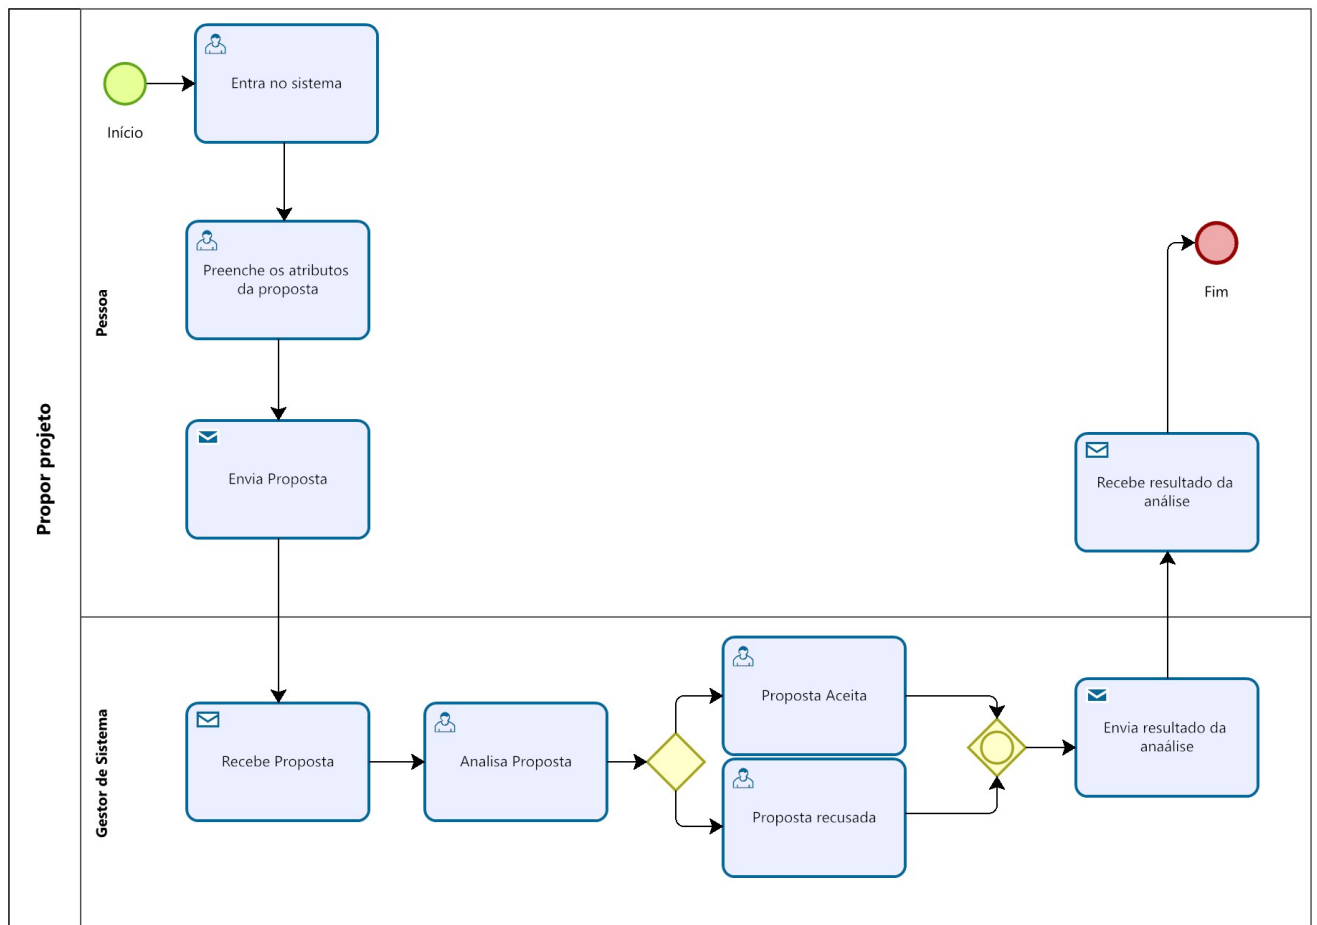 Propor projeto
Pessoa
Início
Entra no sistema
Preenche os atributos
da proposta
Envia Proposta
Fim
Recebe resultado da
análise
Gestor de Sistema
Recebe Proposta
Analisa Proposta
Proposta Aceita
Proposta recusada
Envia resultado da
anaálise